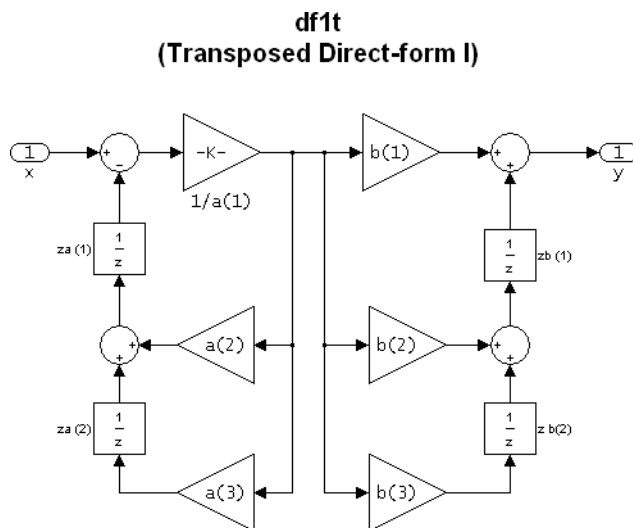 df1t
(Transposed Direct-form I)
1
x
+
−
-K-
1/a(1)
b(1)
+
+
1
y
za (1)
1
z
1
z
zb (1)
+
+
a(2)
b(2)
+
+
za (2)
1
z
1
z
z b(2)
a(3)
b(3)